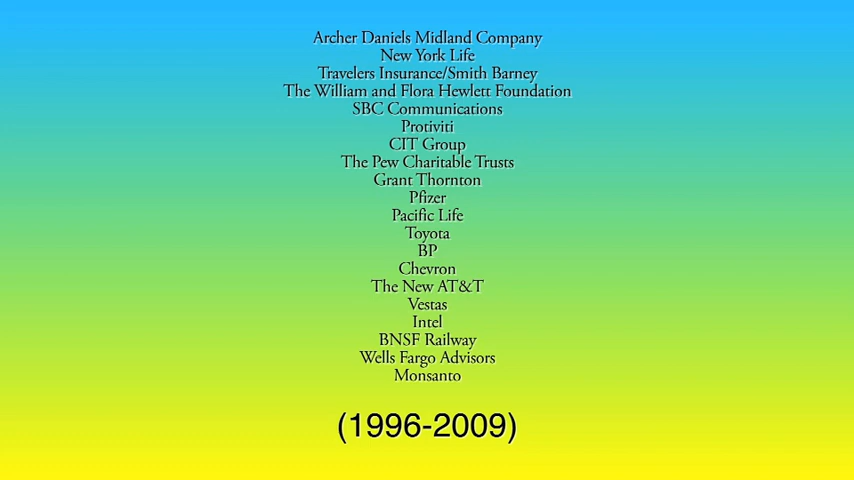 Archer Daniels Midland Company
New York Life
Travelers Insurance/Smith Barney
The William and Flora Hewlett Foundation
SBC Communications
Protiviti
CIT Group
The Pew Charitable Trusts
Grant Thornton
Pfizer
Pacific Life
Toyota
BP
Chevron
The New AT&T
Vestas
Intel
BNSF Railway
Wells Fargo Advisors
Monsanto
(1996-2009)